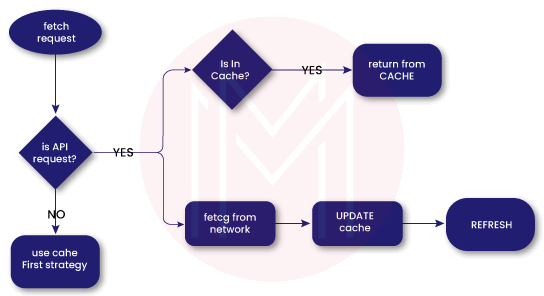 fetch
request
Is In
Cache?
YES
return from
CACHE
is API
request?
YES
NO
fetcg from
network
UPDATE
cache
REFRESH
use cahe
First strategy